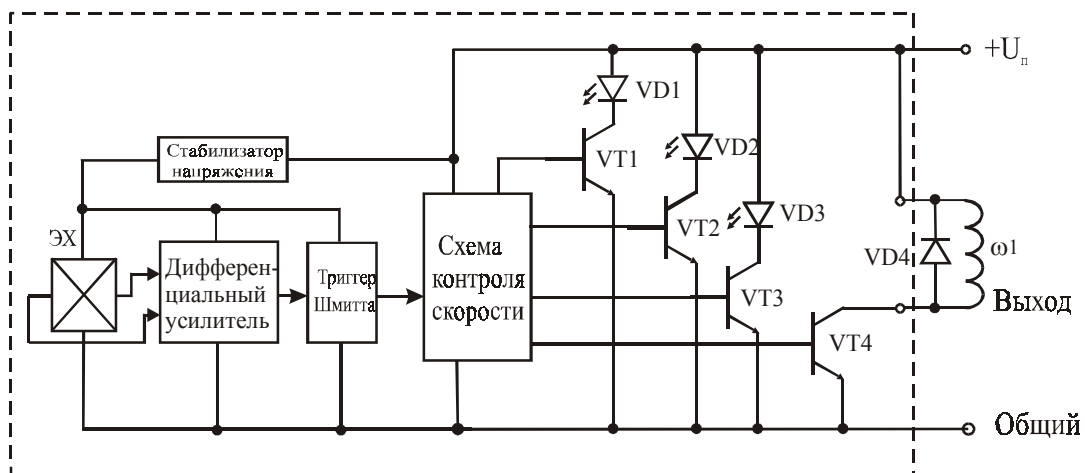 +Uп
VD1
Стабилизатор
напряжения
VT1
VD2
ЭХ
VT2
VD3
Дифферен-
циальный
усилитель
Триггер
Шмитта
Схема
контроля
скорости
VT3
VD4
ω1
Выход
VT4
Общий